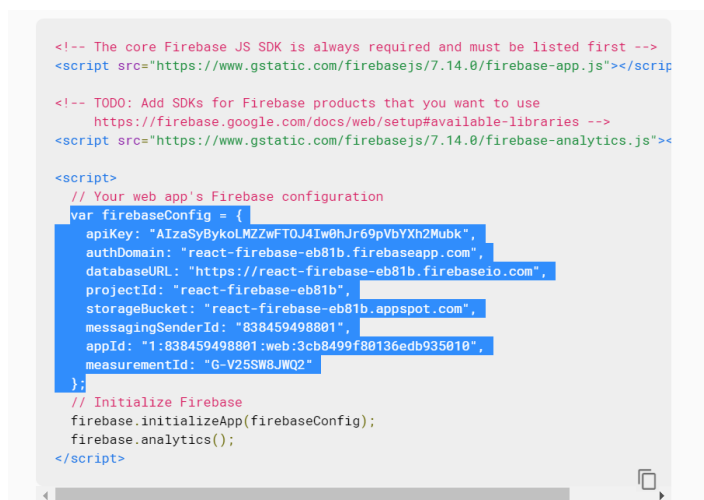 <!-- The core Firebase JS SDK is always required and must be listed first -->
<script src="https://www.gstatic.com/firebasejs/7.14.0/firebase-app.js"></scrip
<!-- TODO: Add SDKs for Firebase products that you want to use
https://firebase.google.com/docs/web/setup#available-libraries -->
<script src="https://www.gstatic.com/firebasejs/7.14.0/firebase-analytics.js"><
<script>
// Your web app's Firebase configuration
var firebaseConfig = {
apiKey: "AIzaSyBykoLMZZwFTOJ4Iw0hJr69pVbYXh2Mubk",
authDomain: "react-firebase-eb81b.firebaseapp.com",
databaseURL: "https://react-firebase-eb81b.firebaseio.com",
projectId: "react-firebase-eb81b",
storageBucket: "react-firebase-eb81b.appspot.com",
messagingSenderId: "838459498801",
appId: "1:838459498801:web:3cb8499f80136edb935010",
measurementId: "G-V25SW8JWQ2"
};
// Initialize Firebase
firebase.initializeApp(firebaseConfig);
firebase.analytics();
</script>